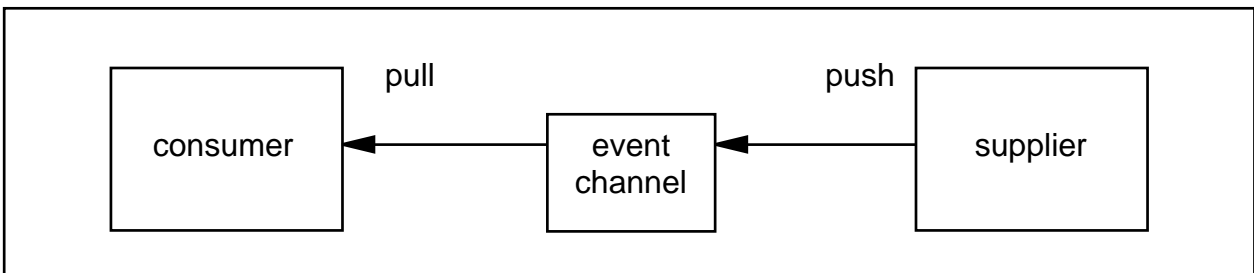 pull
push
consumer
event
channel
supplier